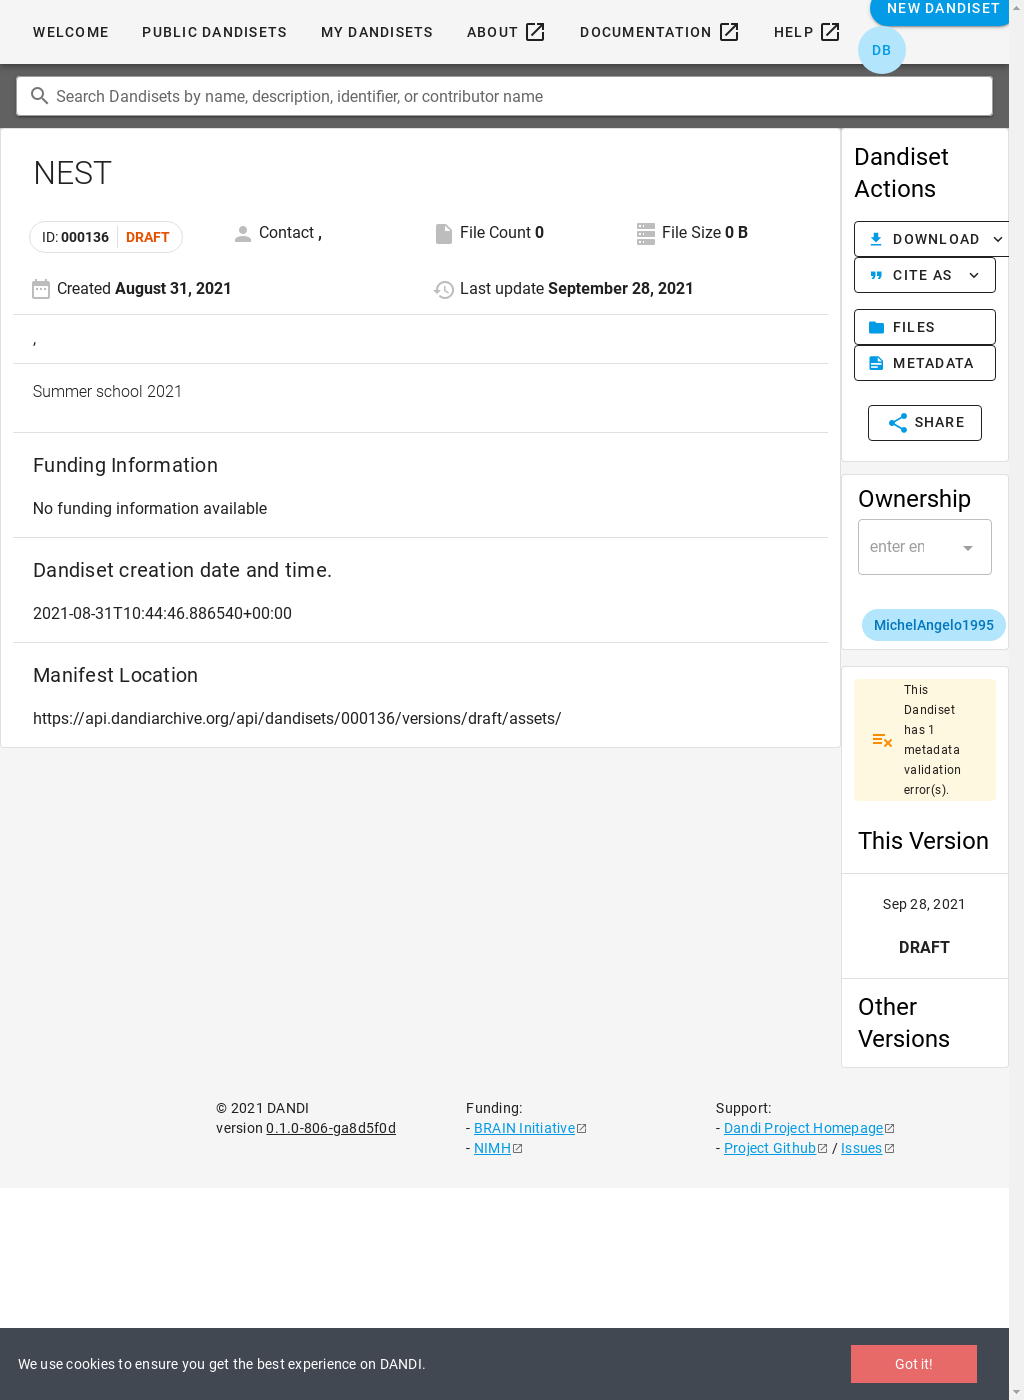 WELCOME
PUBLIC DANDISETS
MY DANDISETS
ABOUT
DOCUMENTATION
HELP
NEW DANDISET
DB
Search Dandisets by name, description, identifier, or contributor name
NEST
ID: 000136 DRAFT
Contact ,
File Count 0
File Size 0 B
Created August 31, 2021
Last update September 28, 2021
,
Summer school 2021
Funding Information
No funding information available
Dandiset creation date and time.
2021-08-31T10:44:46.886540+00:00
Manifest Location
https://api.dandiarchive.org/api/dandisets/000136/versions/draft/assets/
Dandiset
Actions
DOWNLOAD
CITE AS
FILES
METADATA
SHARE
Ownership
enter en
MichelAngelo1995
This
Dandiset
has 1
metadata
validation
error(s).
This Version
Sep 28, 2021
DRAFT
Other
Versions
© 2021 DANDI
version 0.1.0-806-ga8d5f0d
Funding:
- BRAIN Initiative
- NIMH
Support:
- Dandi Project Homepage
- Project Github / Issues
We use cookies to ensure you get the best experience on DANDI.
Got it!